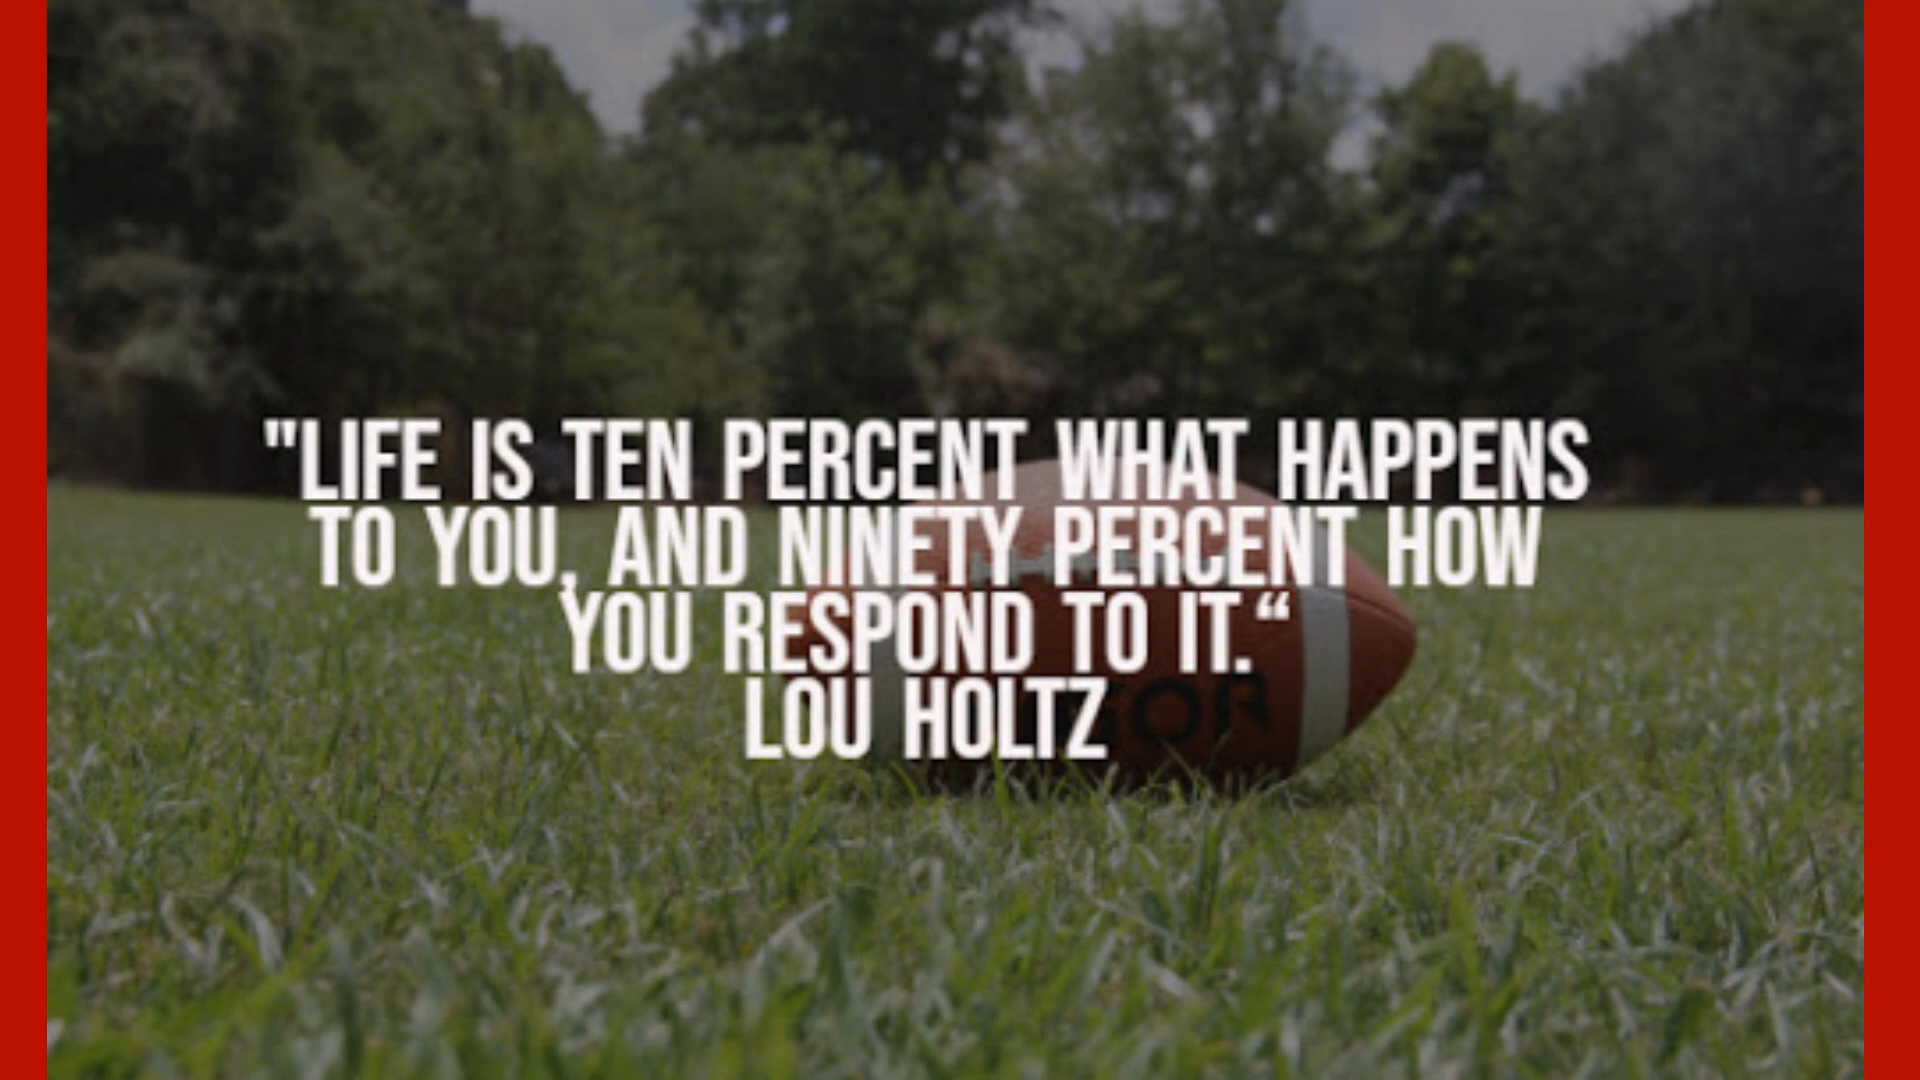 "LIFE IS TEN PERCENT WHAT HAPPENS
TO YOU, AND NINETY PERCENT HOW
YOU RESPOND TO IT.“
LOU HOLTZ